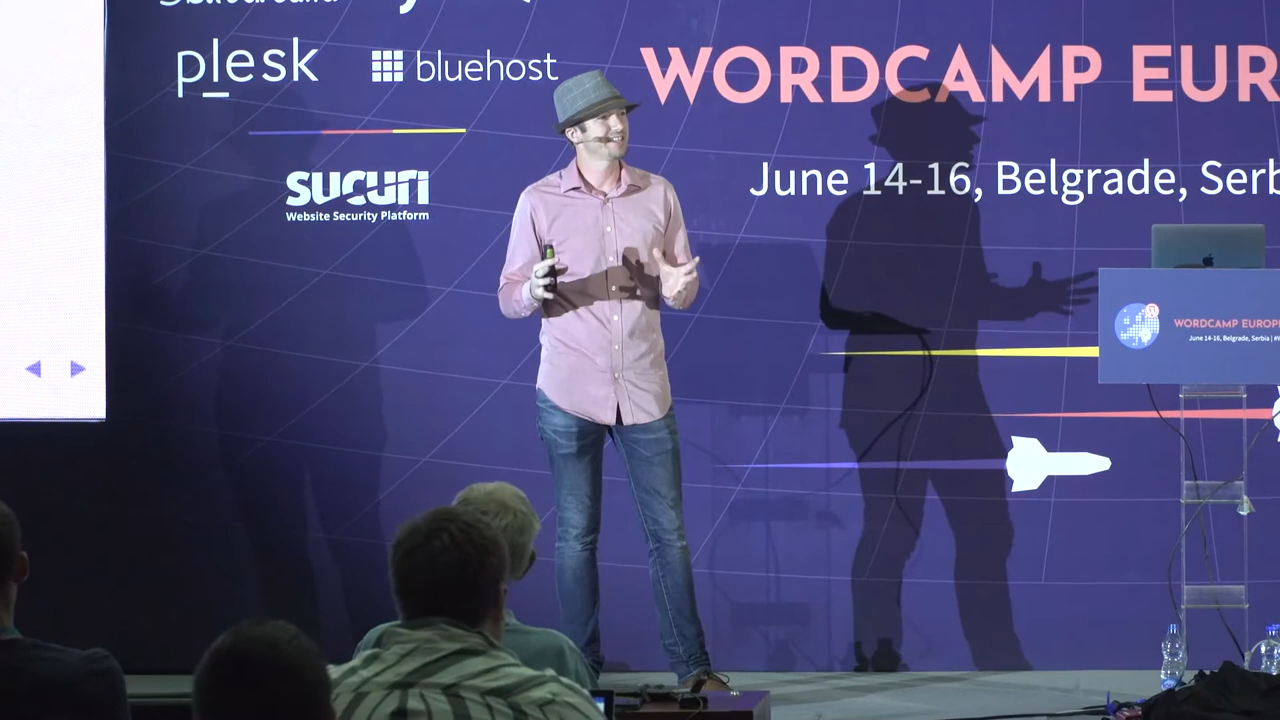 plesk
bluehost
WORDCAMP EUR
sucuri
Website Security Platform
June 14-16, Belgrade, Serb
WORDCAMP EUROPE
June 14-16, Belgrade, Serbia |